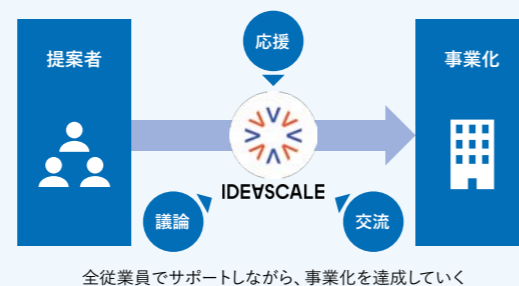 応援
提案者
事業化
IDEASCALE
議論
交流
全従業員でサポートしながら、事業化を達成していく